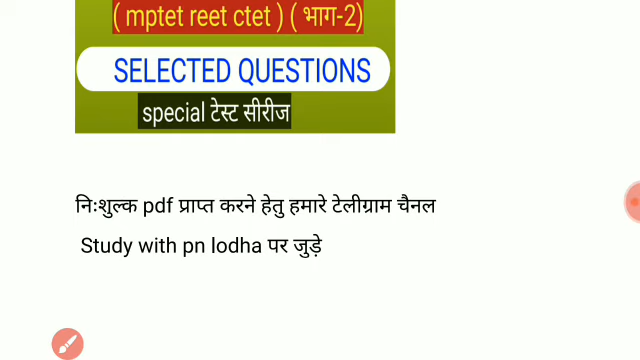 ( mptet reet ctet ) ( भाग-2)
SELECTED QUESTIONS
special टेस्ट सीरीज
निःशुल्क pdf प्राप्त करने हेतु हमारे टेलीग्राम चैनल
Study with pn lodha पर जुड़े